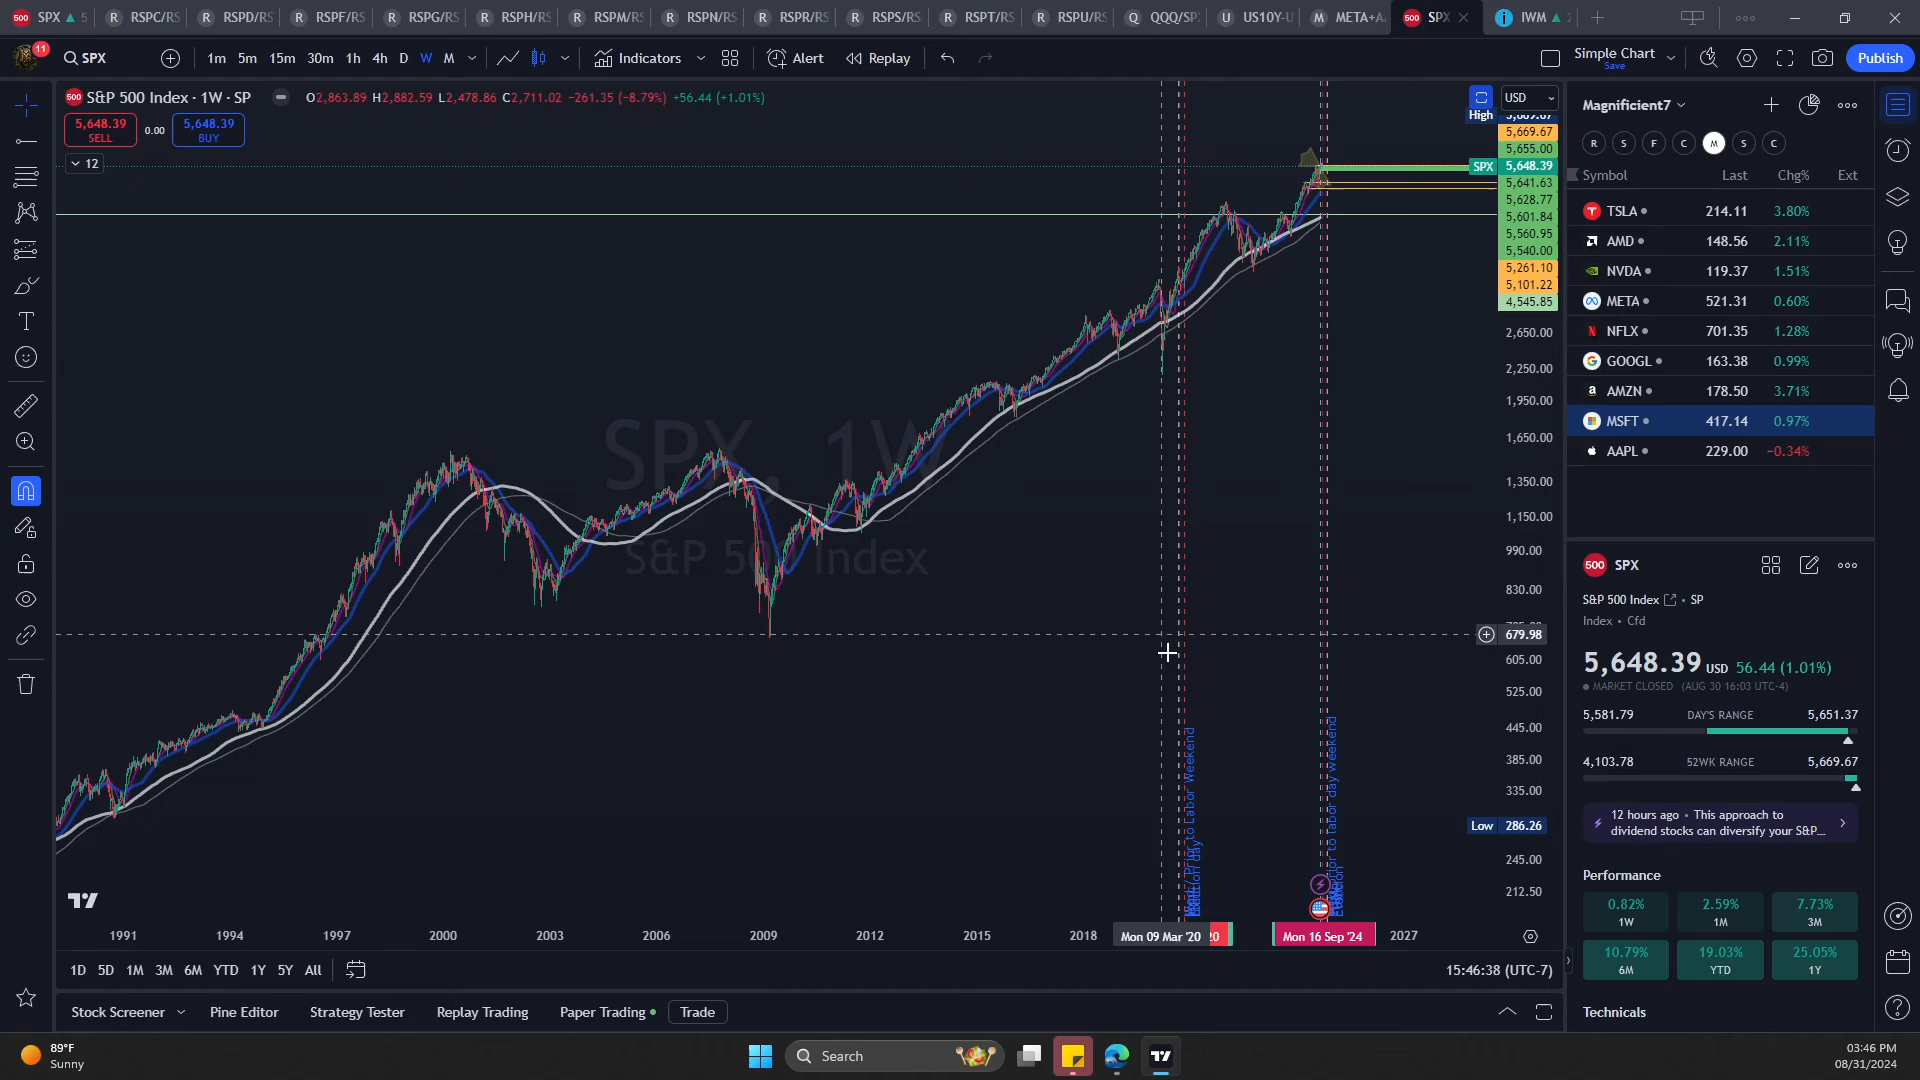 SPX 5 RSPC/RS RSPD/RS RSPF/RS RSPG/RS RSPH/RS RSPM/RS RSPN/RS RSPR/RS RSPS/RS RSPT/RS RSPU/RS QQQ/SP US10Y-U META+A SPX IWM
11 SPX 1m 5m 15m 30m 1h 4h D W M Indicators Alert Replay Simple Chart Save Publish
S&P 500 Index · 1W · SP O2,863.89 H2,882.59 L2,478.86 C2,711.02 −261.35 (−8.79%) +56.44 (+1.01%)
USD
5,648.39 SELL 0.00 5,648.39 BUY
12
High 5,669.67
5,669.67
5,655.00
SPX 5,648.39
5,641.63
5,628.77
5,601.84
5,560.95
5,540.00
5,261.10
5,101.22
4,545.85
2,650.00
2,250.00
1,950.00
1,650.00
1,350.00
1,150.00
990.00
830.00
679.98
605.00
525.00
445.00
385.00
335.00
Low 286.26
245.00
212.50
SPX, 1W
S&P 500 Index
1991 1994 1997 2000 2003 2006 2009 2012 2015 2018 Mon 09 Mar '20 20 Mon 16 Sep '24 2027
1D 5D 1M 3M 6M YTD 1Y 5Y All 15:46:38 (UTC-7)
Stock Screener Pine Editor Strategy Tester Replay Trading Paper Trading Trade
Magnificient7
R S F C M S C
Symbol Last Chg% Ext
TSLA 214.11 3.80%
AMD 148.56 2.11%
NVDA 119.37 1.51%
META 521.31 0.60%
NFLX 701.35 1.28%
GOOGL 163.38 0.99%
AMZN 178.50 3.71%
MSFT 417.14 0.97%
AAPL 229.00 −0.34%
500 SPX
S&P 500 Index • SP
Index • Cfd
5,648.39 USD 56.44 (1.01%)
MARKET CLOSED (AUG 30 16:03 UTC-4)
5,581.79 DAY'S RANGE 5,651.37
4,103.78 52WK RANGE 5,669.67
12 hours ago • This approach to
dividend stocks can diversify your S&P...
Performance
0.82% 2.59% 7.73%
1W 1M 3M
10.79% 19.03% 25.05%
6M YTD 1Y
Technicals
89°F
Sunny
Search
03:46 PM
08/31/2024